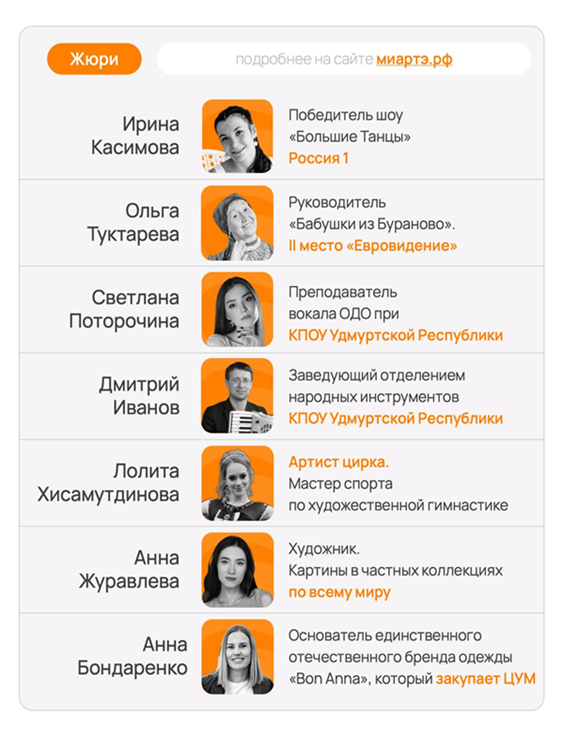 Жюри
подробнее на сайте миартэ.рф
Ирина
Касимова
Победитель шоу
«Большие Танцы»
Россия 1
Ольга
Туктарева
Руководитель
«Бабушки из Бураново».
II место «Евровидение»
Светлана
Поторочина
Преподаватель
вокала ОДО при
КПОУ Удмуртской Республики
Дмитрий
Иванов
Заведующий отделением
народных инструментов
КПОУ Удмуртской Республики
Лолита
Хисамутдинова
Артист цирка.
Мастер спорта
по художественной гимнастике
Анна
Журавлева
Художник.
Картины в частных коллекциях
по всему миру
Анна
Бондаренко
Основатель единственного
отечественного бренда одежды
«Bon Anna», который закупает ЦУМ